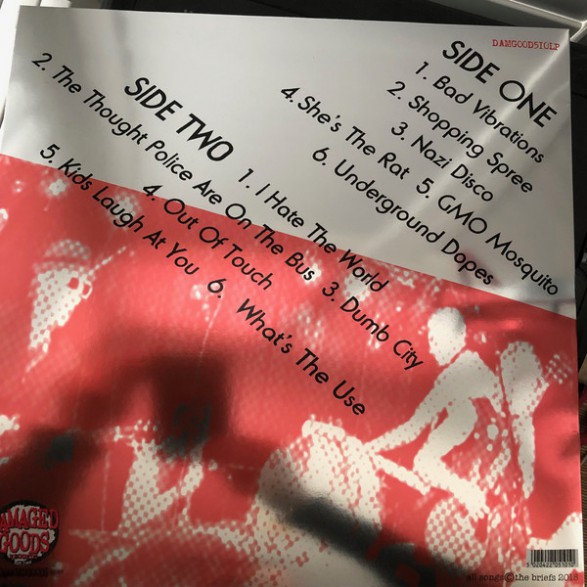 DAMGOOD510LP
SIDE ONE
1. Bad Vibrations
2. Shopping Spree
3. Nazi Disco
4. She's The Rat 5. GMO Mosquito
6. Underground Dopes
SIDE TWO
1. I Hate The World
2. The Thought Police Are On The Bus 3. Dumb City
4. Out Of Touch
5. Kids Laugh At You 6. What's The Use
DAMAGED
GOODS
all songs © the briefs